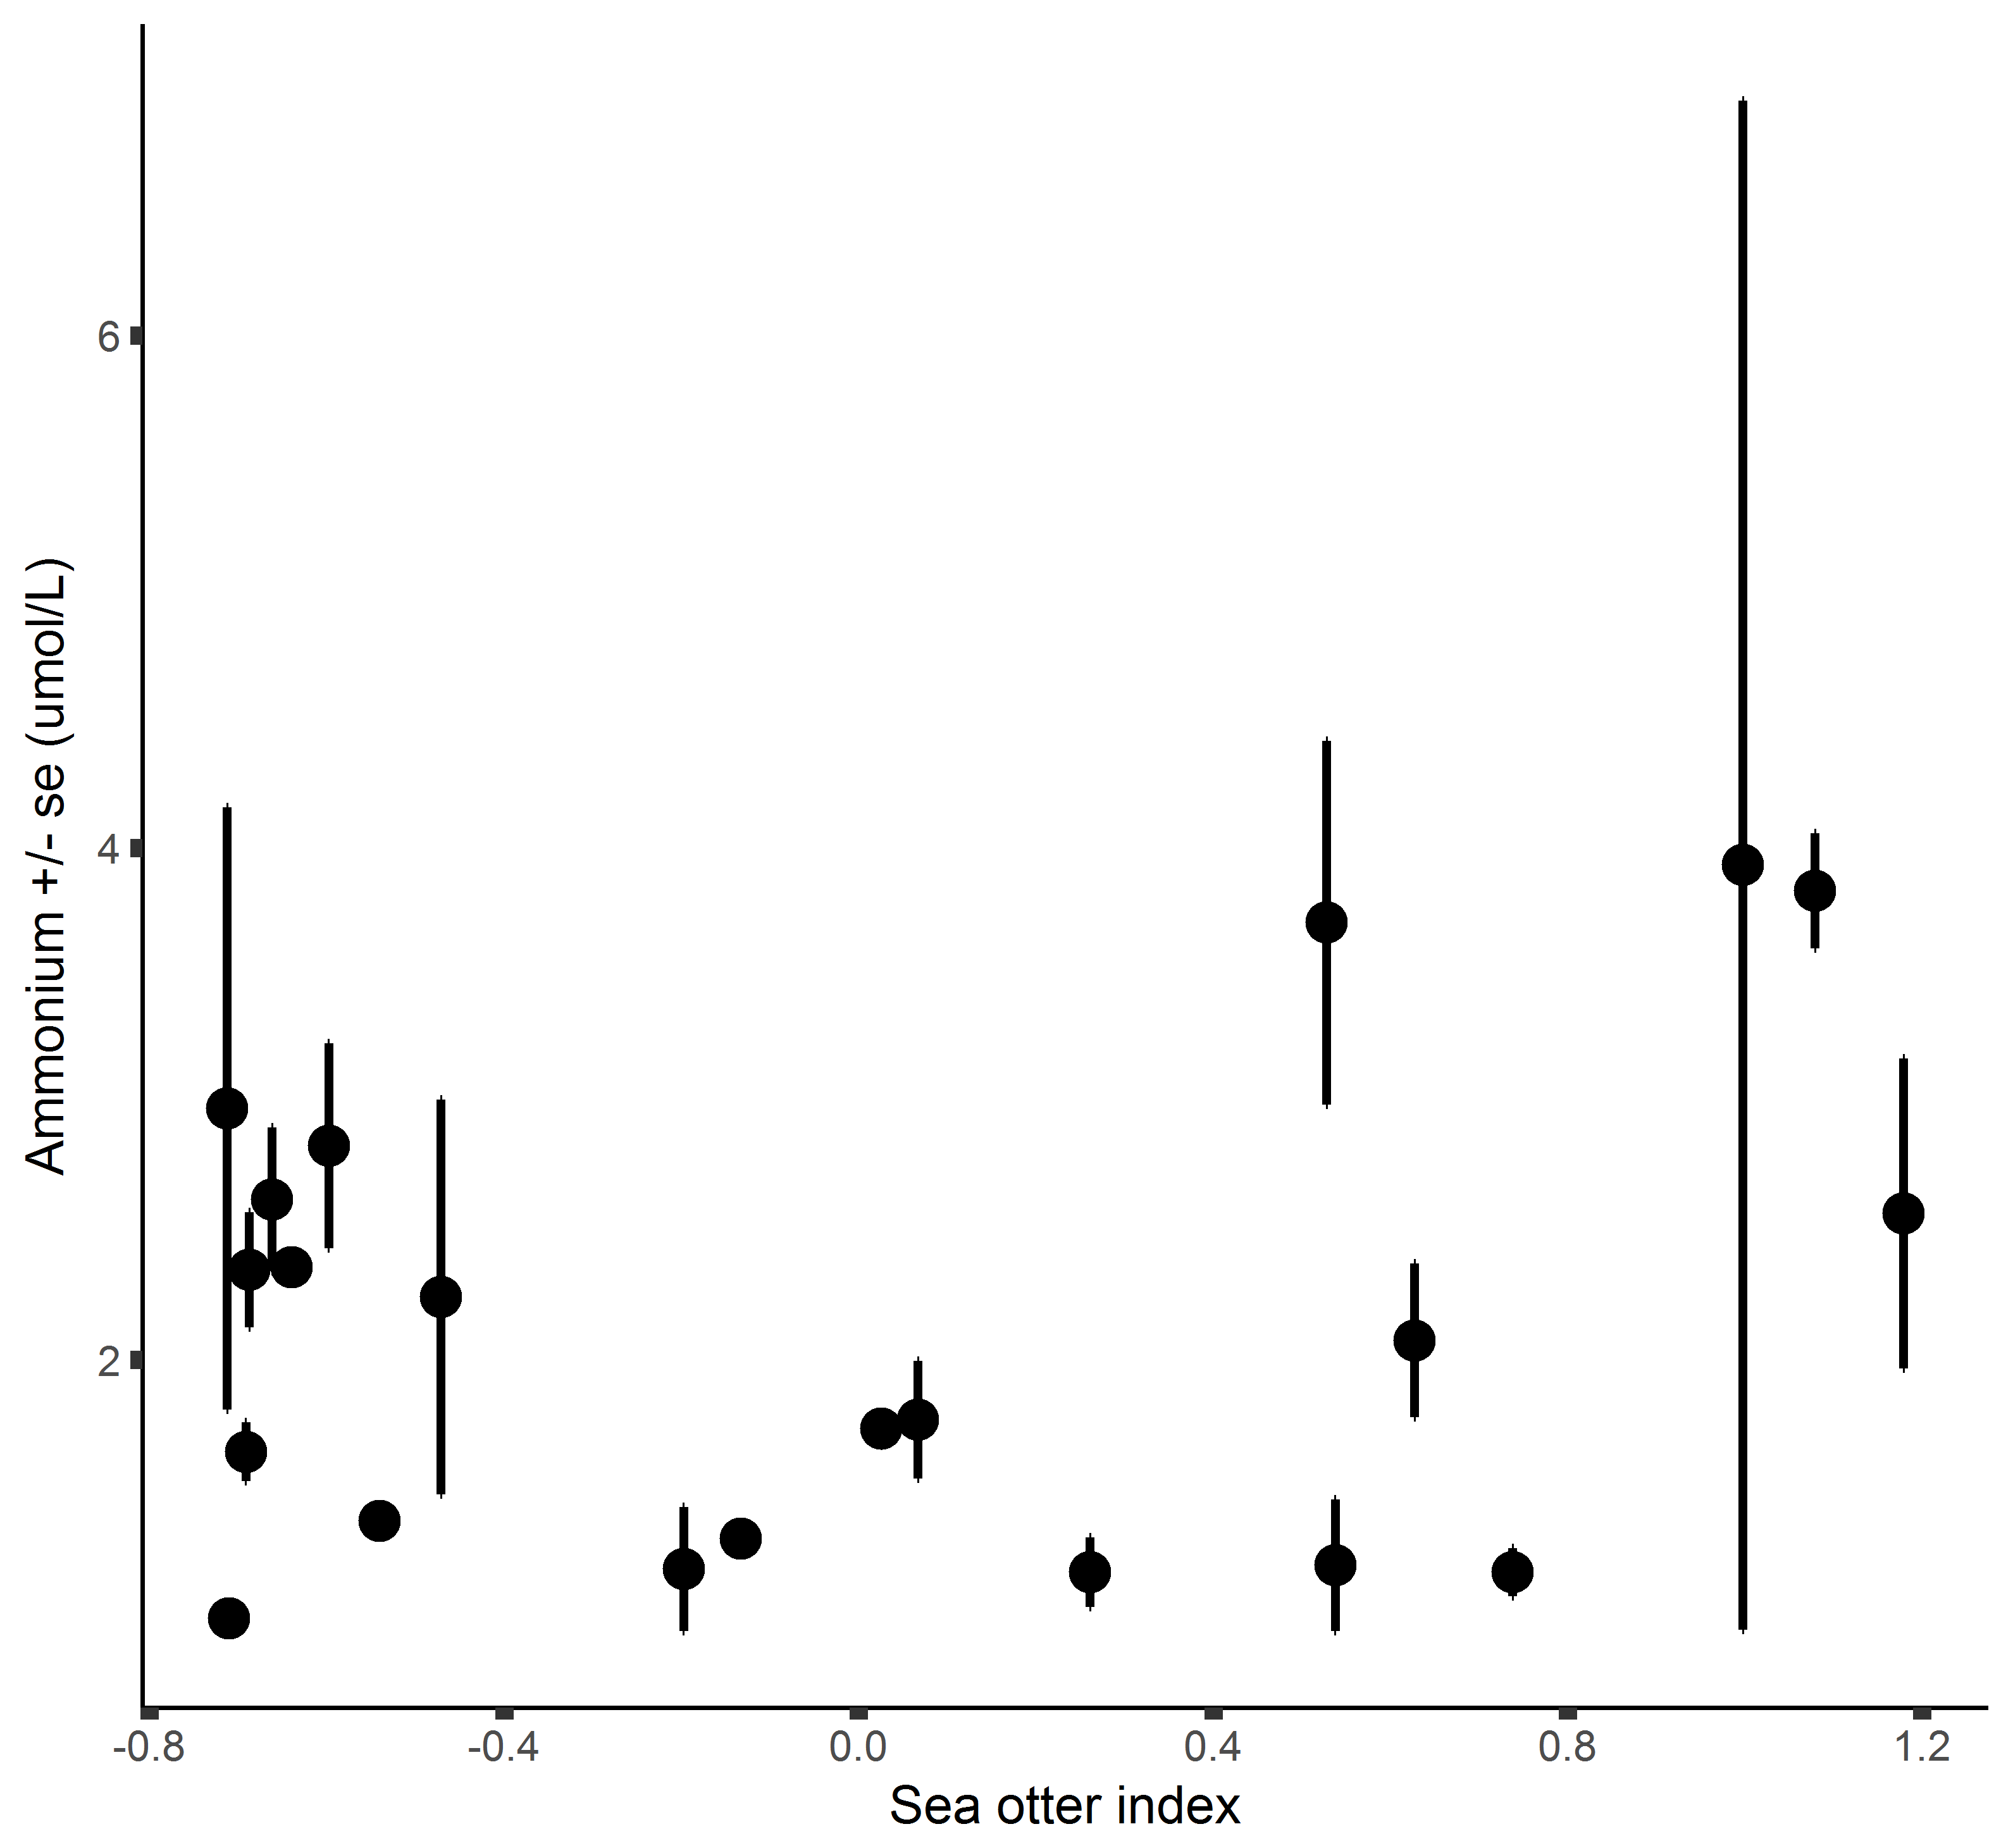 Ammonium +/- se (umol/L)
6
4
2
-0.8 -0.4 0.0 0.4 0.8 1.2
Sea otter index